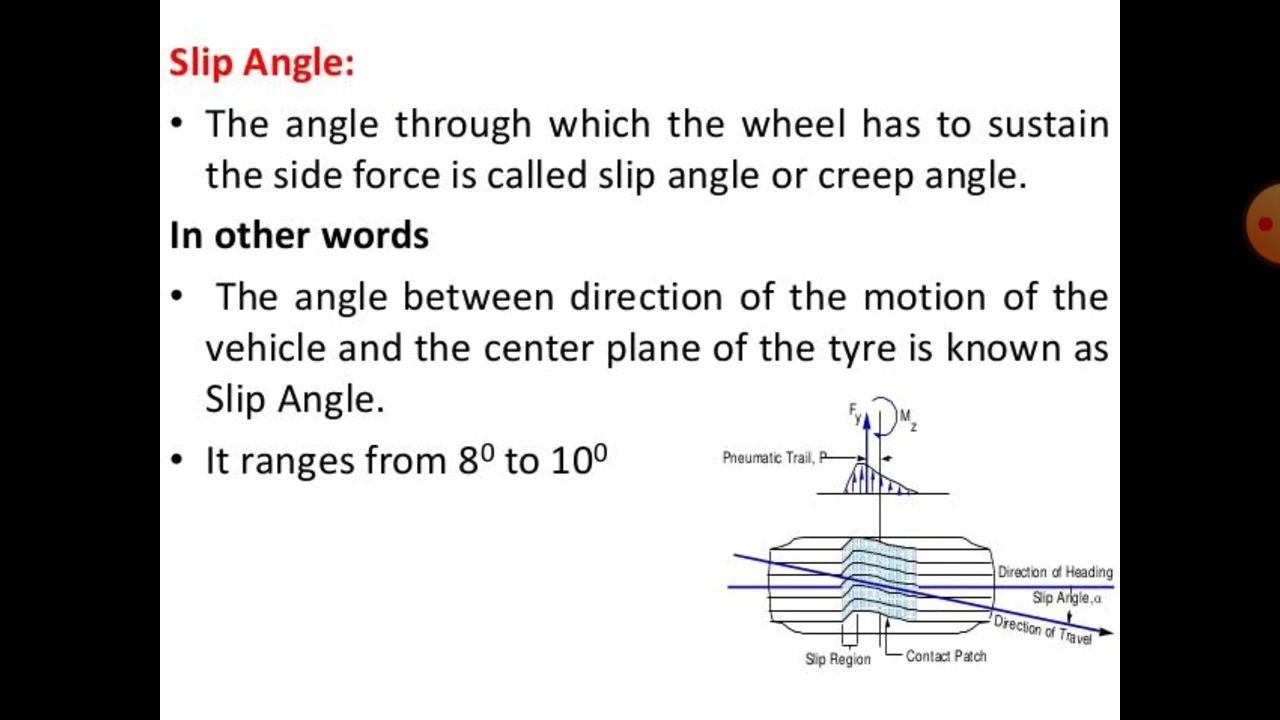 Slip Angle:
• The angle through which the wheel has to sustain
the side force is called slip angle or creep angle.
In other words
• The angle between direction of the motion of the
vehicle and the center plane of the tyre is known as
Slip Angle.
• It ranges from 8⁰ to 10⁰
Fy
Mz
Pneumatic Trail, P
Direction of Heading
Slip Angle,α
Direction of Travel
Slip Region
Contact Patch